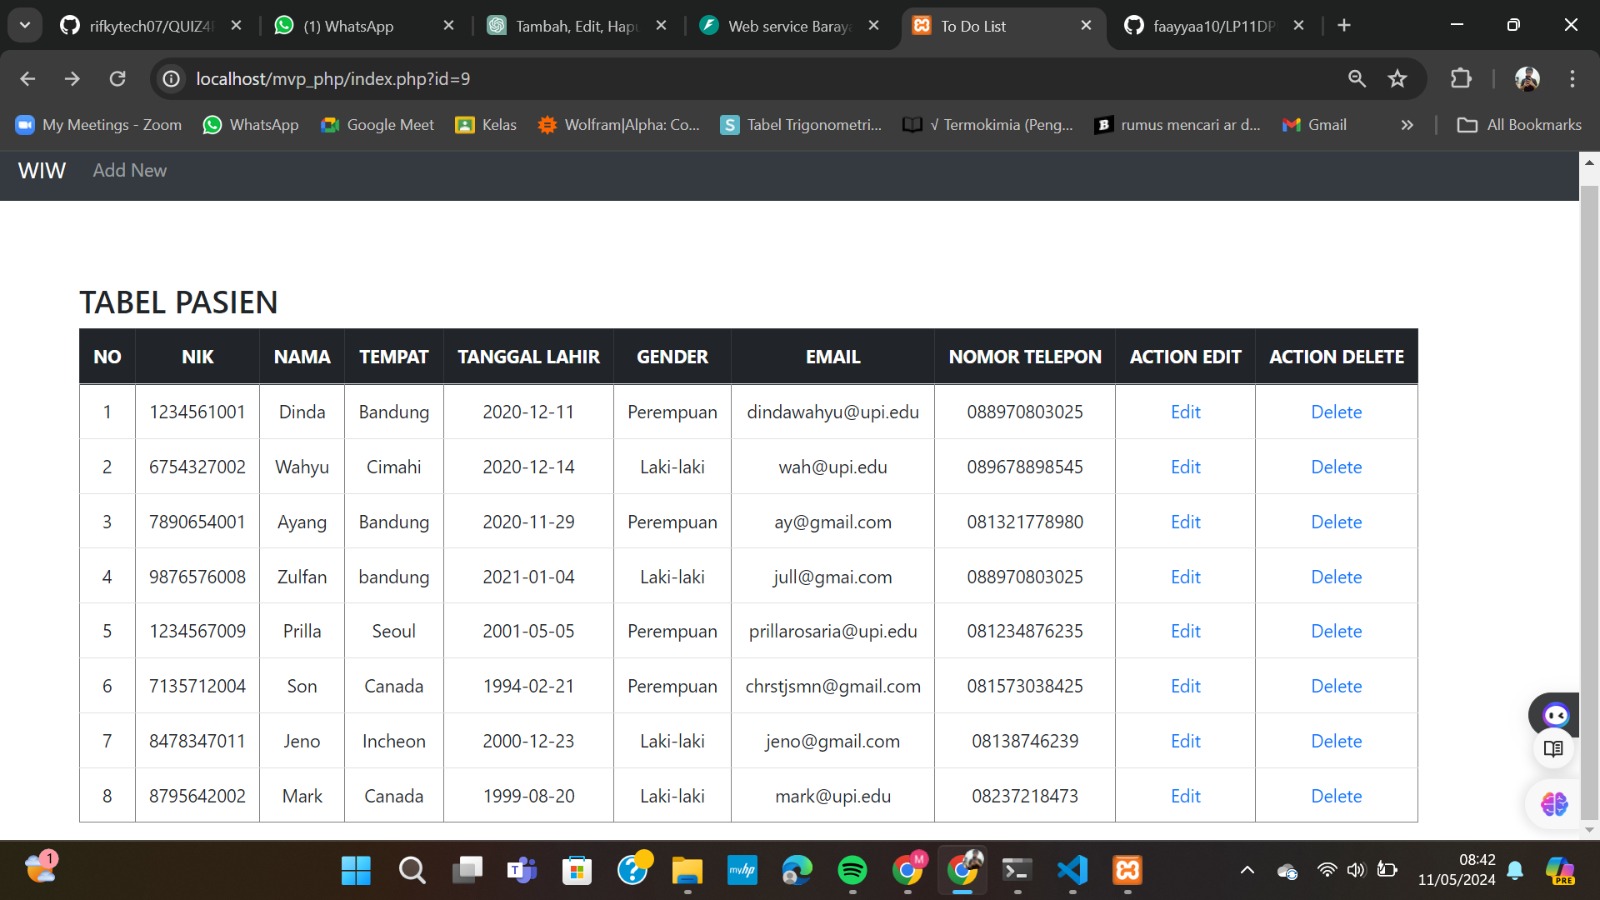 rifkytech07/QUIZ4 (1) WhatsApp Tambah, Edit, Hap Web service Baray To Do List faayyaa10/LP11DP
localhost/mvp_php/index.php?id=9
My Meetings - Zoom WhatsApp Google Meet Kelas Wolfram|Alpha: Co... Tabel Trigonometri... √ Termokimia (Peng... rumus mencari ar d... Gmail » All Bookmarks
WIW Add New
TABEL PASIEN
NO NIK NAMA TEMPAT TANGGAL LAHIR GENDER EMAIL NOMOR TELEPON ACTION EDIT ACTION DELETE
1 1234561001 Dinda Bandung 2020-12-11 Perempuan dindawahyu@upi.edu 088970803025 Edit Delete
2 6754327002 Wahyu Cimahi 2020-12-14 Laki-laki wah@upi.edu 089678898545 Edit Delete
3 7890654001 Ayang Bandung 2020-11-29 Perempuan ay@gmail.com 081321778980 Edit Delete
4 9876576008 Zulfan bandung 2021-01-04 Laki-laki jull@gmai.com 088970803025 Edit Delete
5 1234567009 Prilla Seoul 2001-05-05 Perempuan prillarosaria@upi.edu 081234876235 Edit Delete
6 7135712004 Son Canada 1994-02-21 Perempuan chrstjsmn@gmail.com 081573038425 Edit Delete
7 8478347011 Jeno Incheon 2000-12-23 Laki-laki jeno@gmail.com 08138746239 Edit Delete
8 8795642002 Mark Canada 1999-08-20 Laki-laki mark@upi.edu 08237218473 Edit Delete
1 T myhp M 08:42 PRE
11/05/2024